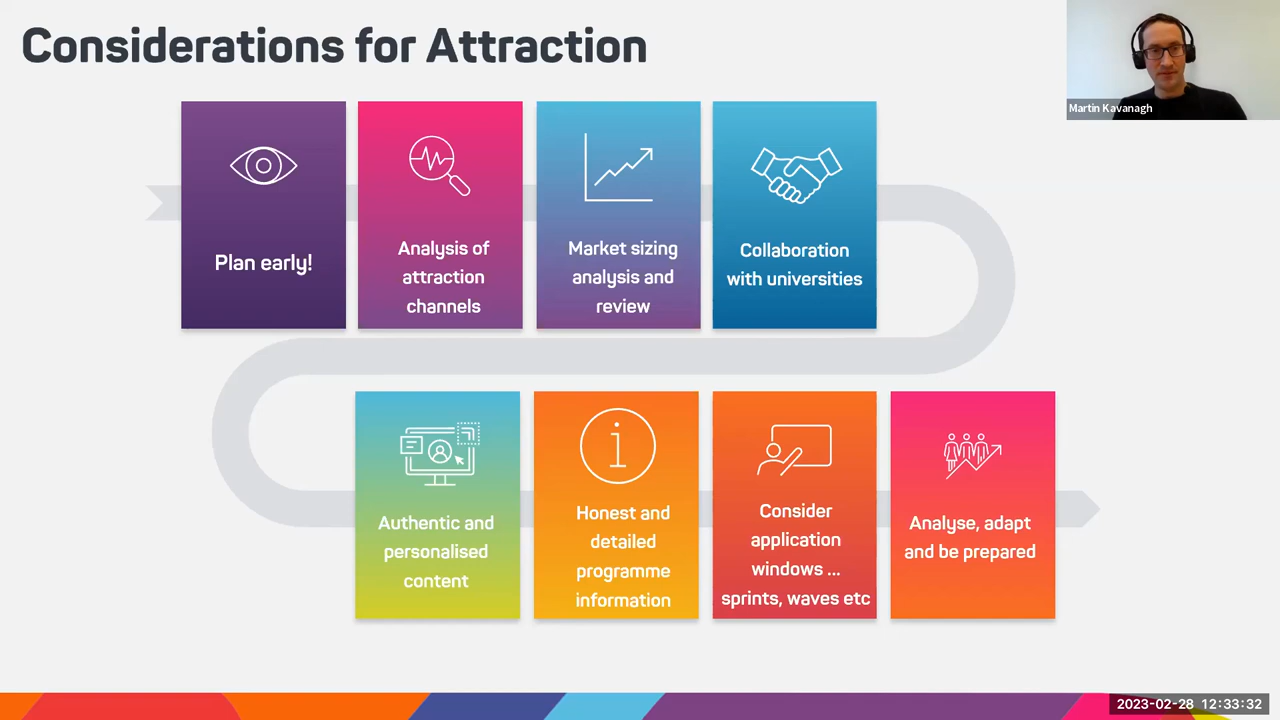 Considerations for Attraction
Martin Kavanagh
Plan early!
Analysis of
attraction
channels
Market sizing
analysis and
review
Collaboration
with universities
Authentic and
personalised
content
Honest and
detailed
programme
information
Consider
application
windows ...
sprints, waves etc
Analyse, adapt
and be prepared
2023-02-28 12:33:32